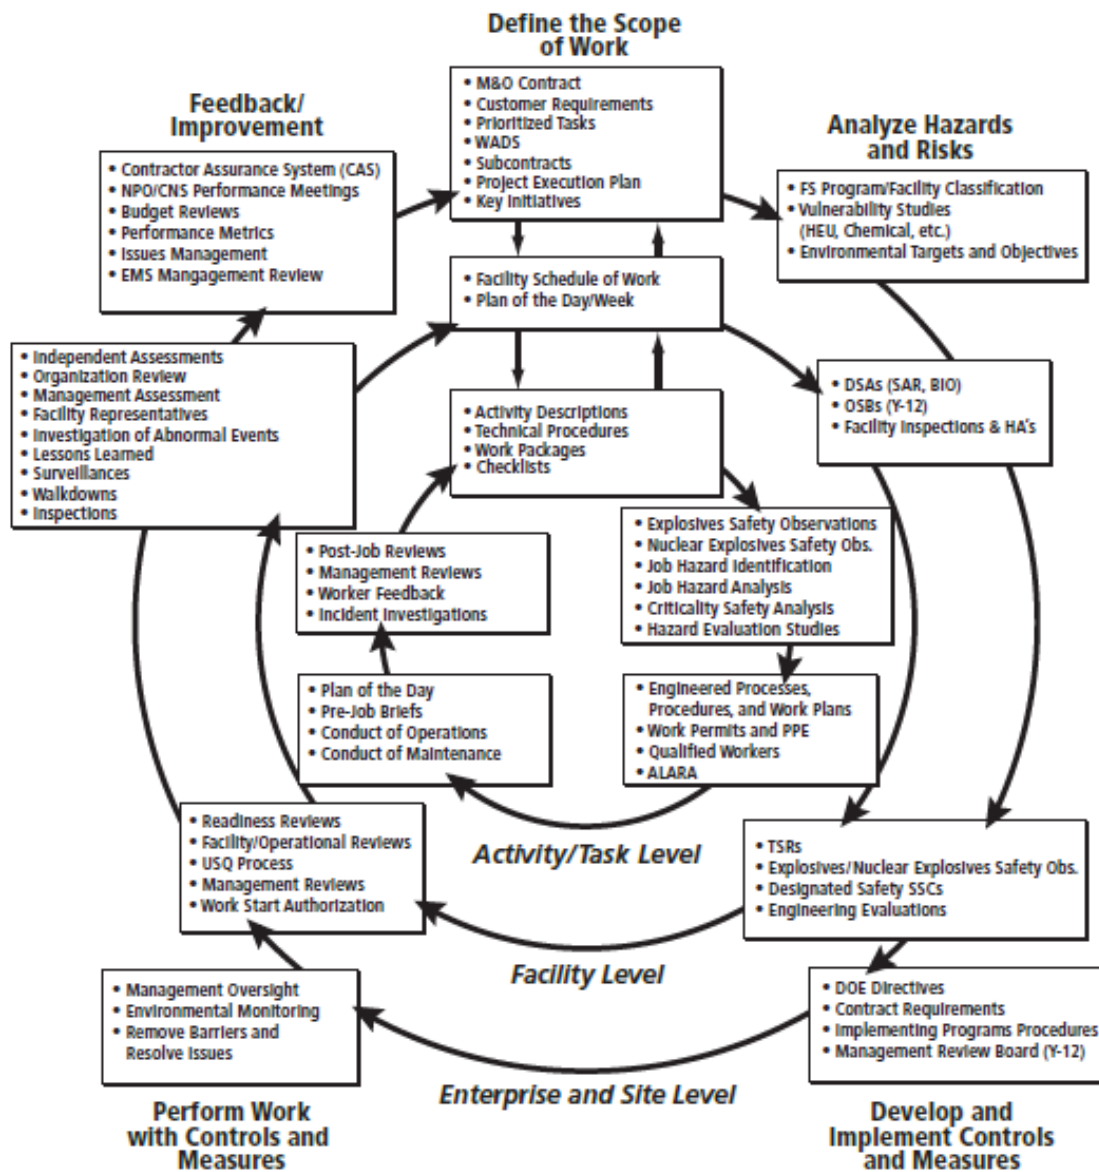 Define the Scope
of Work
• M&O Contract
• Customer Requirements
• Prioritized Tasks
• WADS
• Subcontracts
• Project Execution Plan
• Key Initiatives
Feedback/
Improvement
• Contractor Assurance System (CAS)
• NPO/CNS Performance Meetings
• Budget Reviews
• Performance Metrics
• Issues Management
• EMS Mangagement Review
Analyze Hazards
and Risks
• FS Program/Facility Classification
• Vulnerability Studies
(HEU, Chemical, etc.)
• Environmental Targets and Objectives
• Facility Schedule of Work
• Plan of the Day/Week
• Independent Assessments
• Organization Review
• Management Assessment
• Facility Representatives
• Investigation of Abnormal Events
• Lessons Learned
• Surveillances
• Walkdowns
• Inspections
• DSAs (SAR, BIO)
• OSBs (Y-12)
• Facility Inspections & HA's
• Activity Descriptions
• Technical Procedures
• Work Packages
• Checklists
• Post-Job Reviews
• Management Reviews
• Worker Feedback
• Incident Investigations
• Explosives Safety Observations
• Nuclear Explosives Safety Obs.
• Job Hazard Identification
• Job Hazard Analysis
• Criticality Safety Analysis
• Hazard Evaluation Studies
• Plan of the Day
• Pre-Job Briefs
• Conduct of Operations
• Conduct of Maintenance
• Engineered Processes,
Procedures, and Work Plans
• Work Permits and PPE
• Qualified Workers
• ALARA
Activity/Task Level
• Readiness Reviews
• Facility/Operational Reviews
• USQ Process
• Management Reviews
• Work Start Authorization
• TSRs
• Explosives/Nuclear Explosives Safety Obs.
• Designated Safety SSCs
• Engineering Evaluations
Facility Level
• Management Oversight
• Environmental Monitoring
• Remove Barriers and
Resolve Issues
• DOE Directives
• Contract Requirements
• Implementing Programs Procedures
• Management Review Board (Y-12)
Enterprise and Site Level
Perform Work
with Controls and
Measures
Develop and
Implement Controls
and Measures